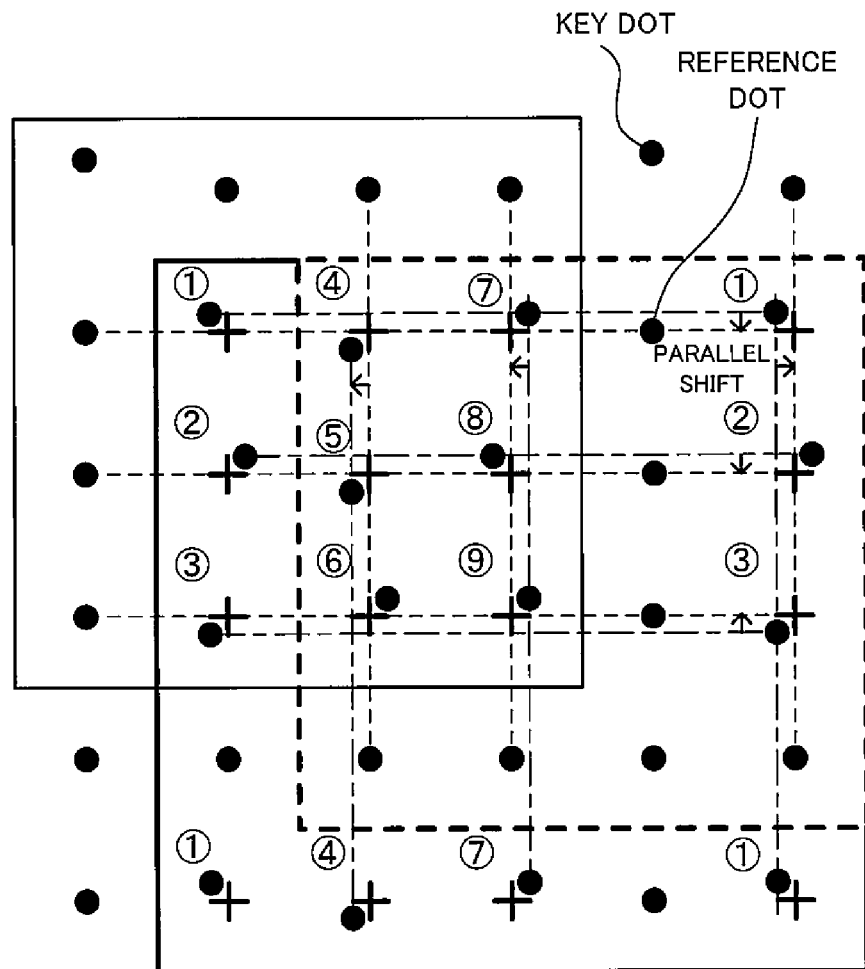 KEY DOT
REFERENCE
DOT
① ④ ⑦ ①
PARALLEL
SHIFT
② ⑤ ⑧ ②
③ ⑥ ⑨ ③
① ④ ⑦ ①